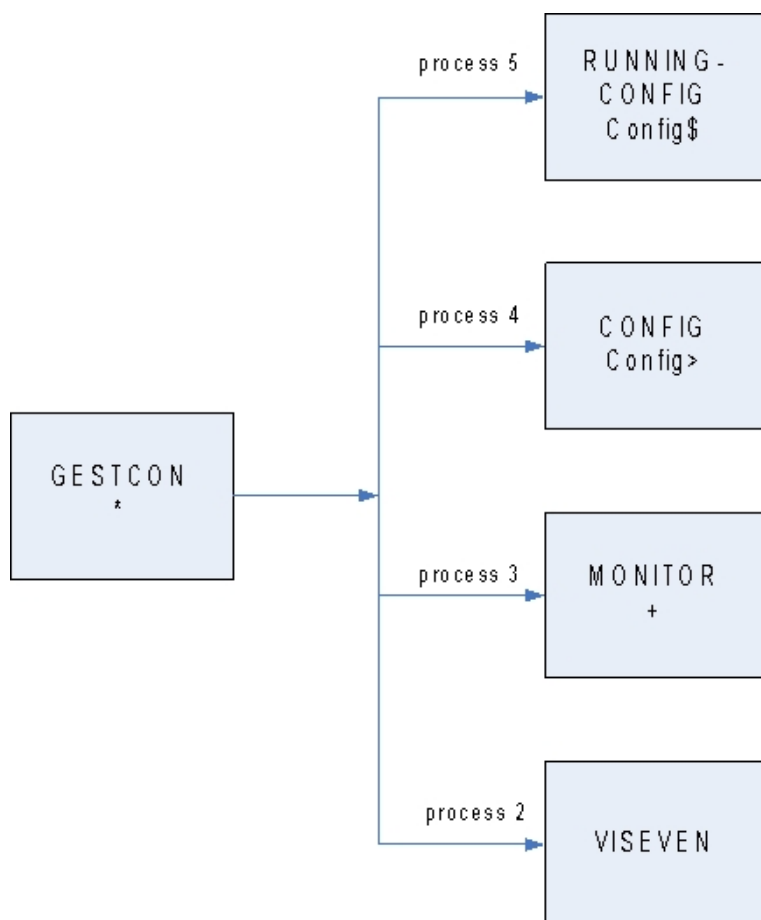 process 5
RUNNING-
CONFIG
Config$
process 4
CONFIG
Config>
GESTCON
*
process 3
MONITOR
+
process 2
VISEVEN